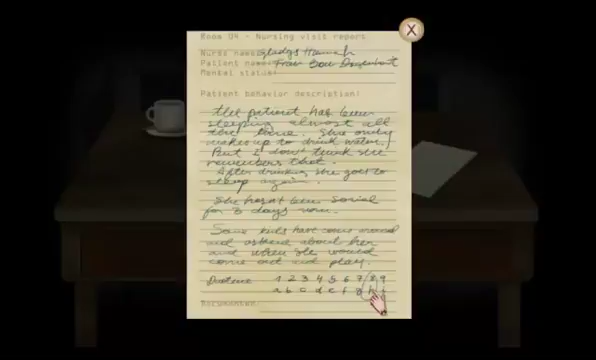 Room 04 - Nursing visit report
Nurse name: Gladys Hannah
Patient name: Frau
Mental status:
Patient behavior description:
The patient has been
sleeping almost all
the time. She only
wakes up to drink water,
But I don't think she
remembers that.
After drinking she goes to
sleep again.
She hasn't been social
for 3 days now.
Some kids have come around
and asked about her
and when she would
come out and play.
1 2 3 4 5 6 7 8 9
a b c d e f g h i
X